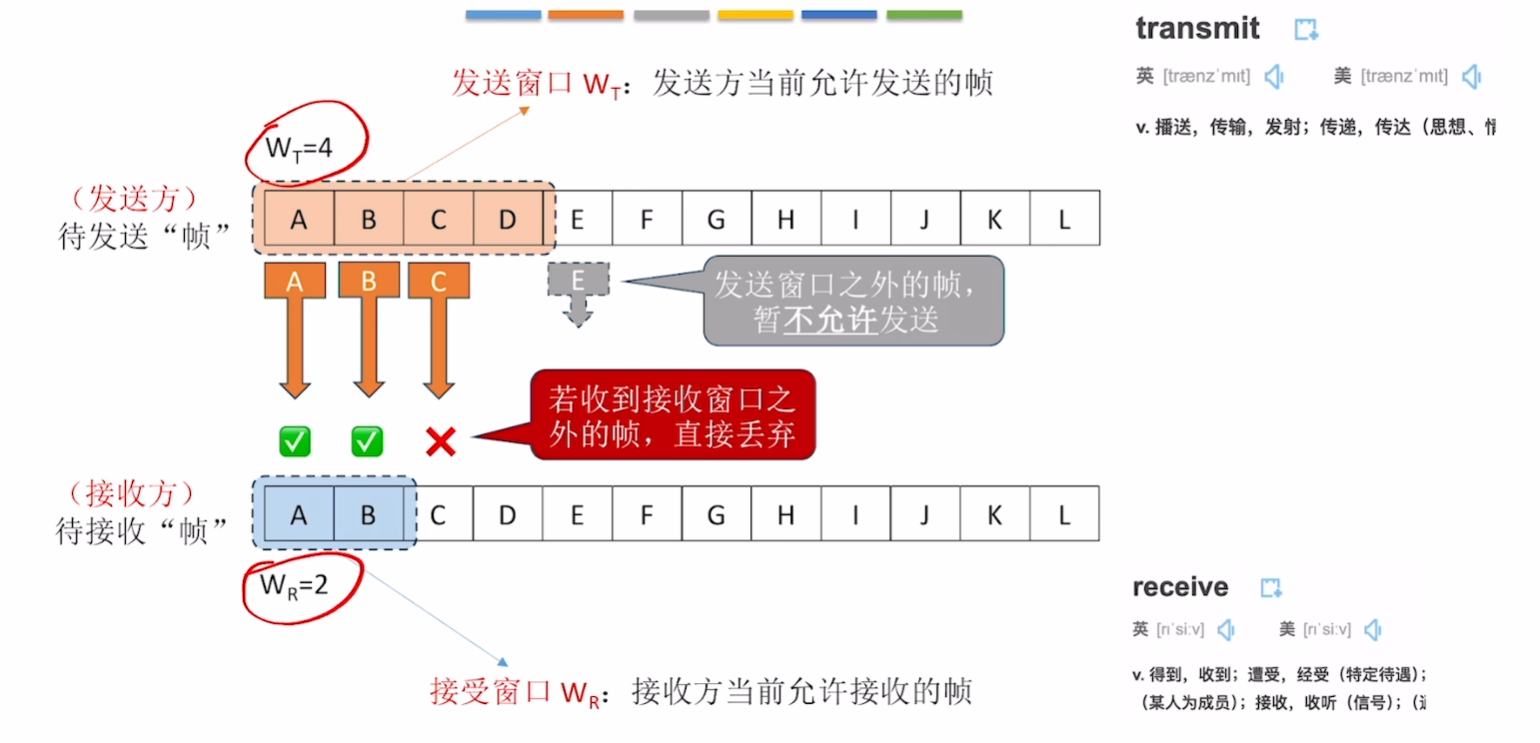 transmit
英 [trænzˈmɪt] 美 [trænzˈmɪt]
v. 播送，传输，发射；传递，传达（思想、
发送窗口 WT：发送方当前允许发送的帧
WT=4
（发送方）
待发送“帧”
A B C D E F G H I J K L
A B C E
发送窗口之外的帧，
暂不允许发送
若收到接收窗口之
外的帧，直接丢弃
（接收方）
待接收“帧”
A B C D E F G H I J K L
WR=2
接受窗口 WR：接收方当前允许接收的帧
receive
英 [rɪˈsiːv] 美 [rɪˈsiːv]
v. 得到，收到；遭受，经受（特定待遇）；
（某人为成员）；接收，收听（信号）；（